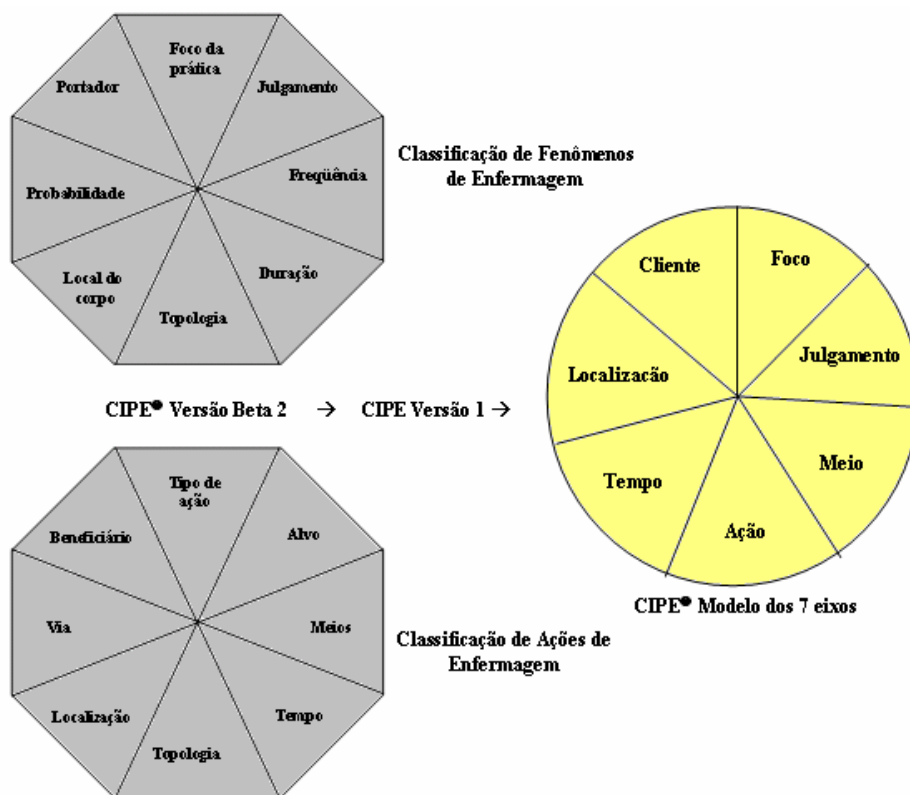 Foco da
prática
Portador
Julgamento
Probabilidade
Freqüência
Local do
corpo
Duração
Topologia
Classificação de Fenômenos
de Enfermagem
Cliente
Foco
Localizacão
Julgamento
Tempo
Meio
Ação
CIPE® Modelo dos 7 eixos
CIPE® Versão Beta 2 → CIPE Versão 1 →
Tipo de
ação
Beneficiário
Alvo
Via
Meios
Localização
Tempo
Topologia
Classificação de Ações de
Enfermagem